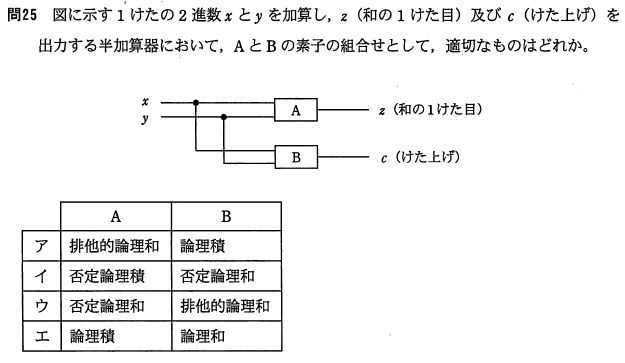 問25 図に示す1けたの2進数xとyを加算し,z(和の1けた目)及びc(けた上げ)を
出力する半加算器において,AとBの素子の組合せとして,適切なものはどれか。
x
y
A
z(和の1けた目)
B
c(けた上げ)
A B
ア 排他的論理和 論理積
イ 否定論理積 否定論理和
ウ 否定論理和 排他的論理和
エ 論理積 論理和